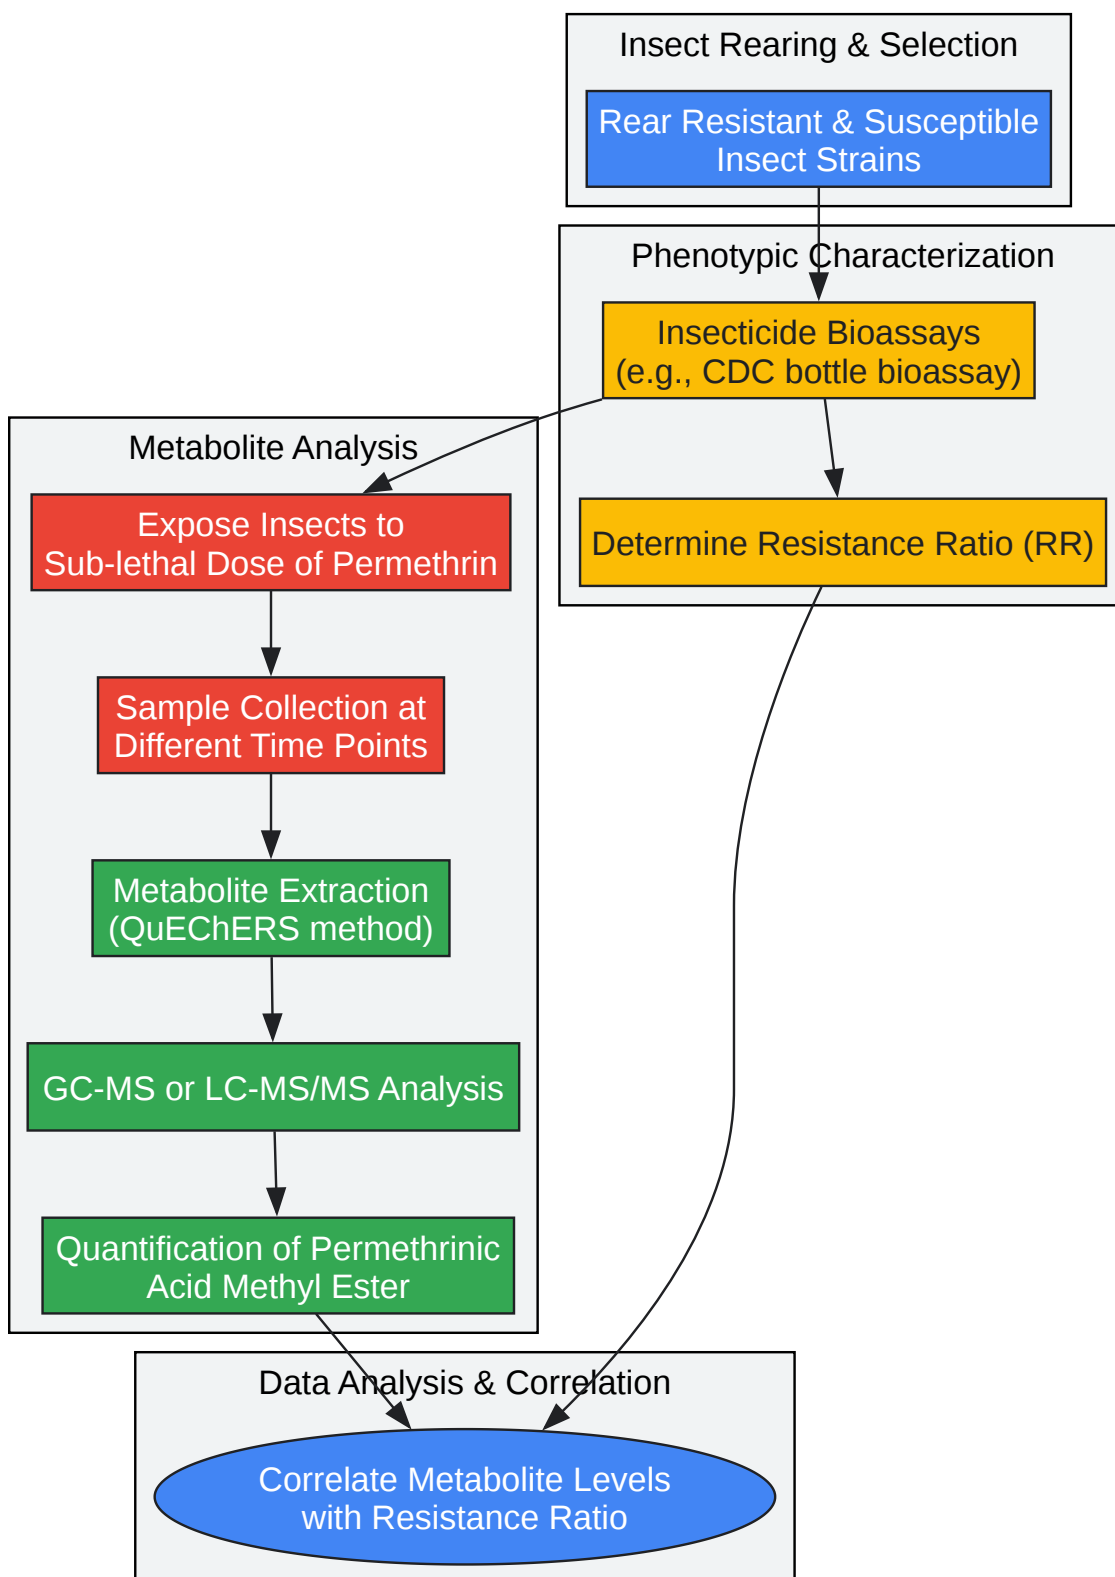 Insect Rearing & Selection
Rear Resistant & Susceptible
Insect Strains
Phenotypic Characterization
Insecticide Bioassays
(e.g., CDC bottle bioassay)
Determine Resistance Ratio (RR)
Metabolite Analysis
Expose Insects to
Sub-lethal Dose of Permethrin
Sample Collection at
Different Time Points
Metabolite Extraction
(QuEChERS method)
GC-MS or LC-MS/MS Analysis
Quantification of Permethrinic
Acid Methyl Ester
Data Analysis & Correlation
Correlate Metabolite Levels
with Resistance Ratio